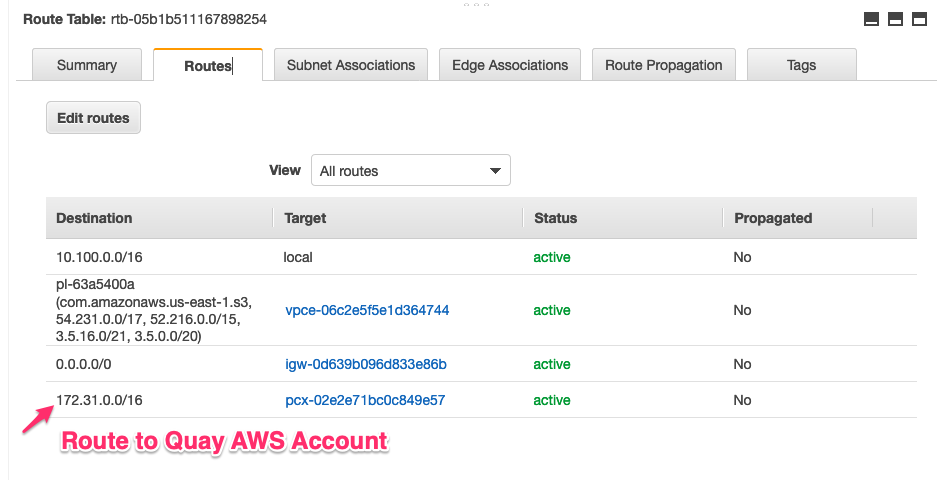 Route Table: rtb-05b1b511167898254
Summary
Routes
Subnet Associations
Edge Associations
Route Propagation
Tags
Edit routes
View
All routes
Destination Target Status Propagated
10.100.0.0/16 local active No
pl-63a5400a
(com.amazonaws.us-east-1.s3,
54.231.0.0/17, 52.216.0.0/15,
3.5.16.0/21, 3.5.0.0/20)
vpce-06c2e5f5e1d364744 active No
0.0.0.0/0 igw-0d639b096d833e86b active No
172.31.0.0/16 pcx-02e2e71bc0c849e57 active No
Route to Quay AWS Account